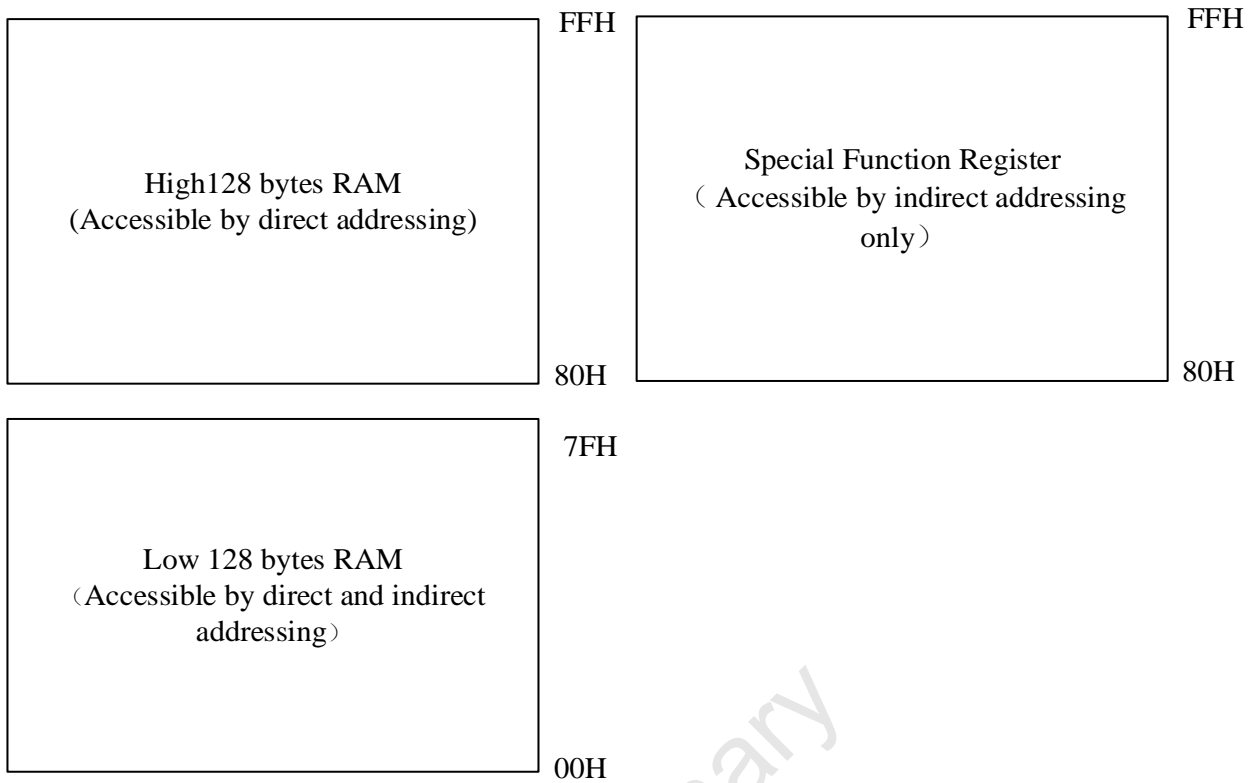 FFH
High128 bytes RAM
(Accessible by direct addressing)
80H
FFH
Special Function Register
（ Accessible by indirect addressing
only）
80H
7FH
Low 128 bytes RAM
（Accessible by direct and indirect
addressing）
00H